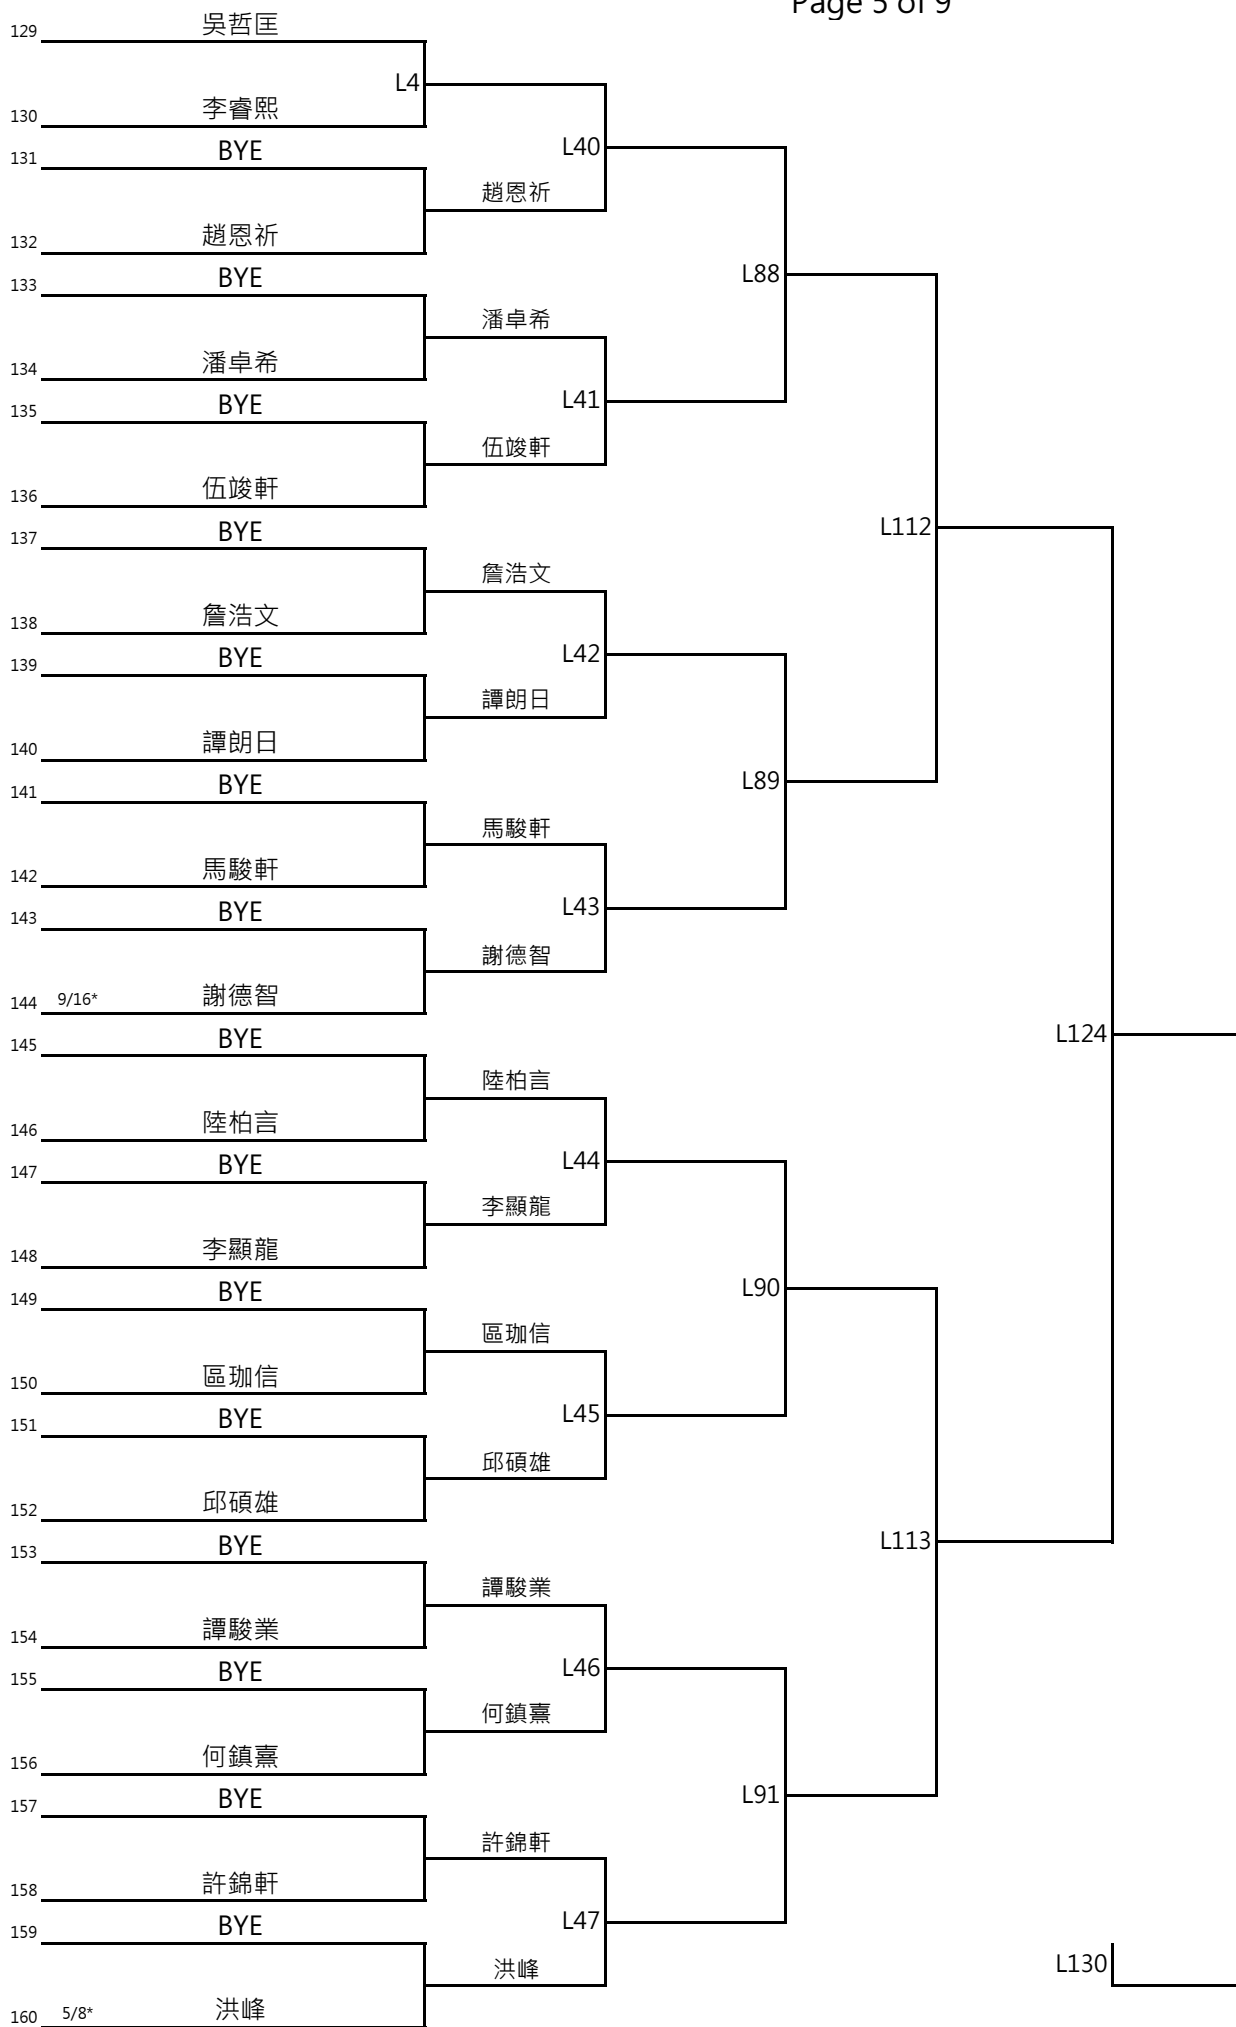 Page 5 of 9
129 吳哲匡
L4
130 李睿熙
131 BYE
L40
趙恩祈
132 趙恩祈
133 BYE
L88
潘卓希
134 潘卓希
135 BYE
L41
伍竣軒
136 伍竣軒
137 BYE
L112
詹浩文
138 詹浩文
139 BYE
L42
譚朗日
140 譚朗日
141 BYE
L89
馬駿軒
142 馬駿軒
143 BYE
L43
謝德智
144 9/16* 謝德智
145 BYE
L124
陸柏言
146 陸柏言
147 BYE
L44
李顯龍
148 李顯龍
149 BYE
L90
區珈信
150 區珈信
151 BYE
L45
邱碩雄
152 邱碩雄
153 BYE
L113
譚駿業
154 譚駿業
155 BYE
L46
何鎮熹
156 何鎮熹
157 BYE
L91
許錦軒
158 許錦軒
159 BYE
L47
洪峰
L130
160 5/8* 洪峰